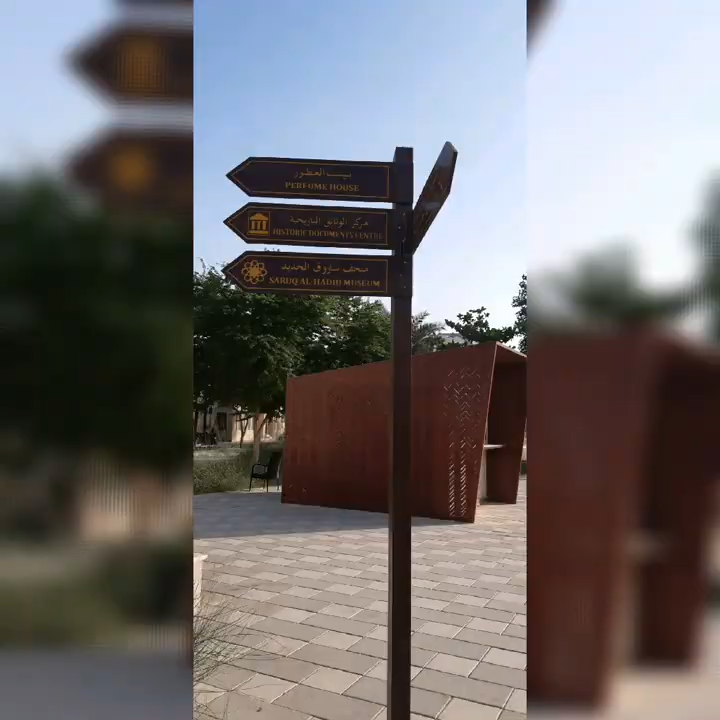 بيت العطور
PERFUME HOUSE
مركز الوثائق التاريخية
HISTORIC DOCUMENTS CENTRE
متحف ساروق الحديد
SARUQ AL HADID MUSEUM